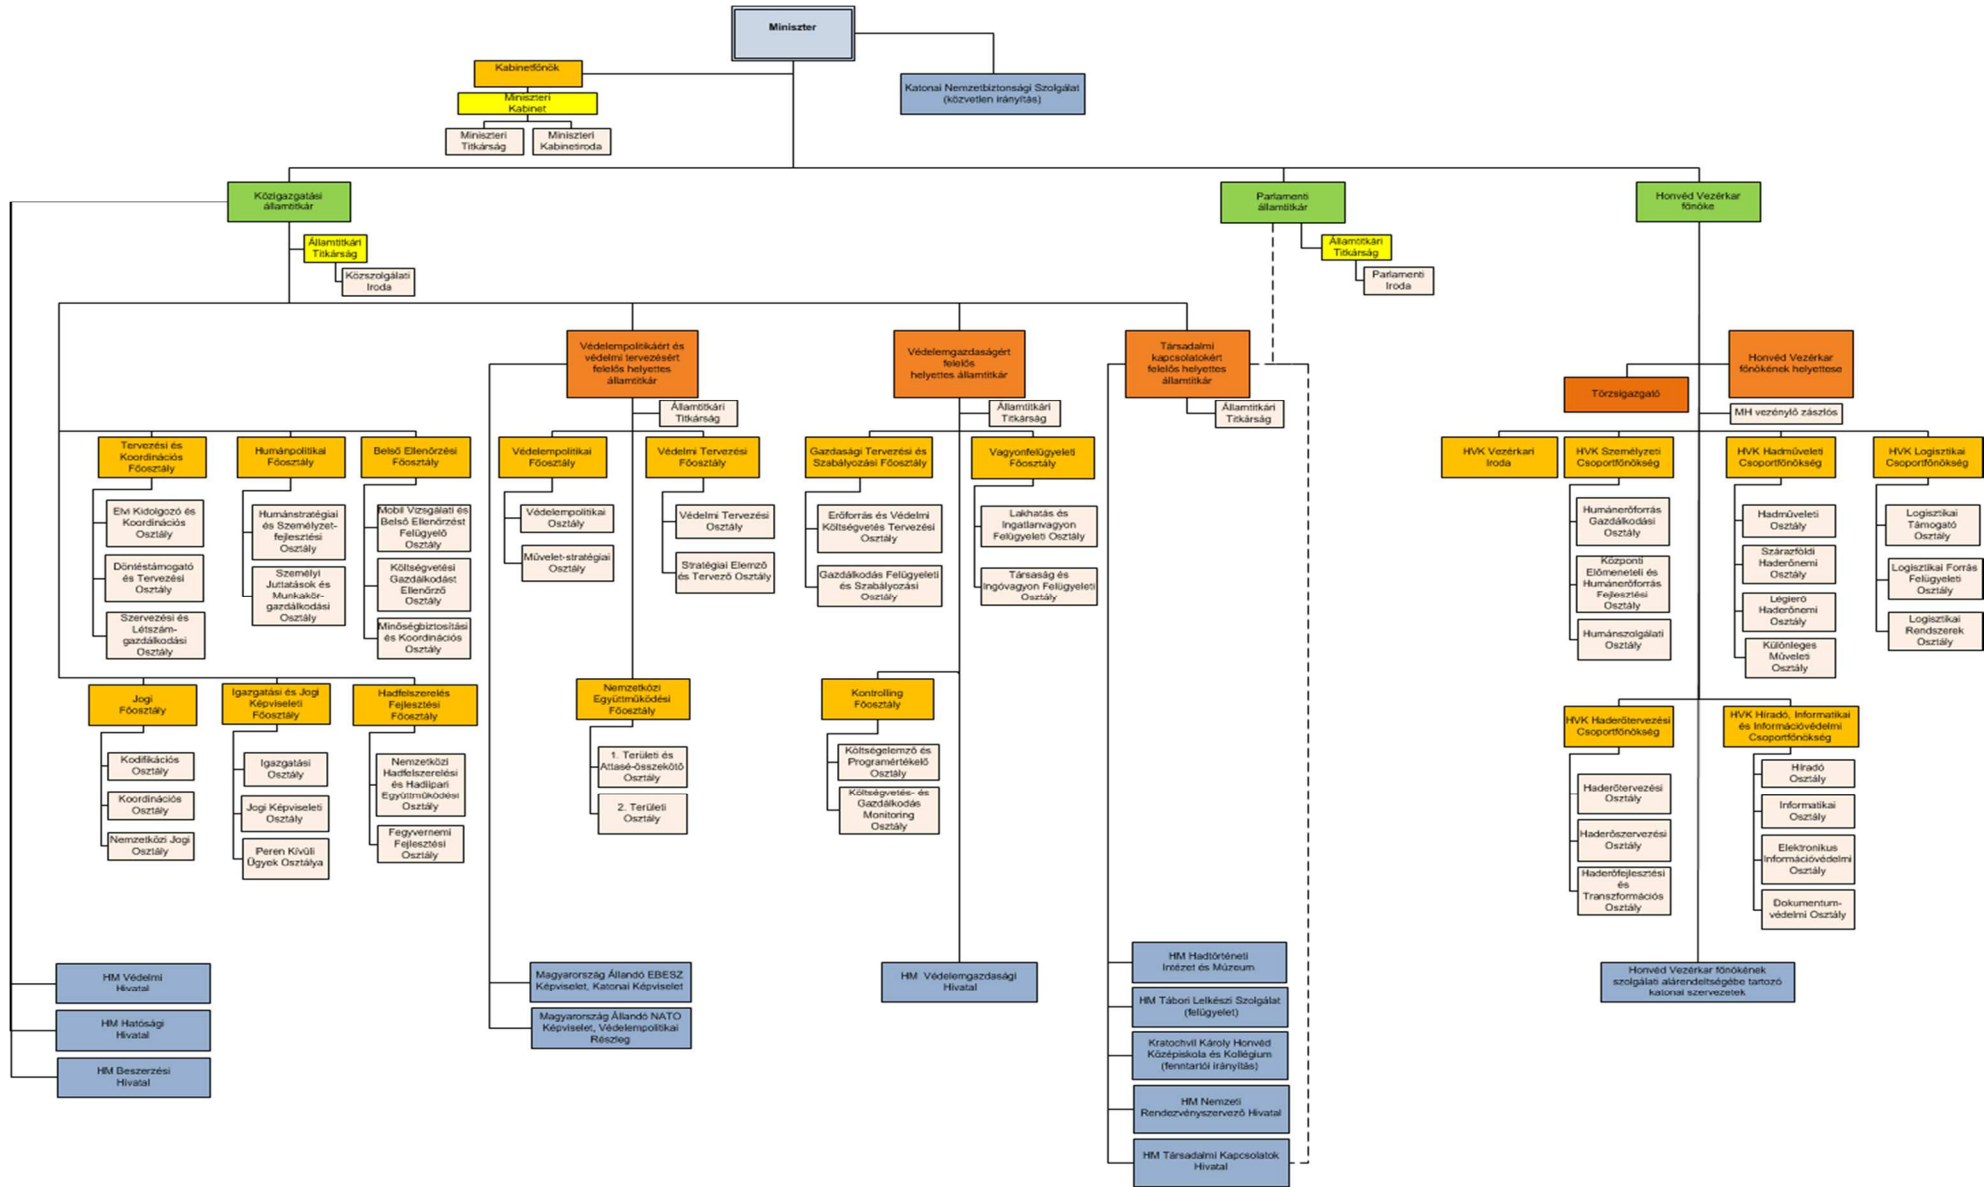 Miniszter
Kabinetfőnök
Miniszteri
Kabinet
Miniszteri
Titkárság
Miniszteri
Kabinetiroda
Katonai Nemzetbiztonsági Szolgálat
(közvetlen irányítás)
Közigazgatási
államtitkár
Államtitkári
Titkárság
Közszolgálati
Iroda
Parlamenti
államtitkár
Államtitkári
Titkárság
Parlamenti
Iroda
Honvéd Vezérkar
főnöke
Védelempolitikáért és
védelmi tervezésért
felelős helyettes
államtitkár
Államtitkári
Titkárság
Védelemgazdaságért
felelős
helyettes államtitkár
Államtitkári
Titkárság
Társadalmi
kapcsolatokért
felelős helyettes
államtitkár
Államtitkári
Titkárság
Honvéd Vezérkar
főnökének helyettese
Törzsigazgató
MH vezénylő zászlós
Tervezési és
Koordinációs
Főosztály
Elvi Kidolgozó és
Koordinációs
Osztály
Döntéstámogató
és Tervezési
Osztály
Szervezési és
Létszám-
gazdálkodási
Osztály
Humánpolitikai
Főosztály
Humánstratégiai
és Személyzet-
fejlesztési
Osztály
Személyi
Juttatások és
Munkakör-
gazdálkodási
Osztály
Belső Ellenőrzési
Főosztály
Mobil Vizsgálati és
Belső Ellenőrzést
Felügyelő
Osztály
Költségvetési
Gazdálkodást
Ellenőrző
Osztály
Minőségbiztosítási
és Koordinációs
Osztály
Védelempolitikai
Főosztály
Védelempolitikai
Osztály
Művelet-stratégiai
Osztály
Védelmi Tervezési
Főosztály
Védelmi Tervezési
Osztály
Stratégiai Elemző
és Tervező Osztály
Gazdasági Tervezési és
Szabályozási Főosztály
Erőforrás és Védelmi
Költségvetés Tervezési
Osztály
Gazdálkodás Felügyeleti
és Szabályozási
Osztály
Vagyonfelügyeleti
Főosztály
Lakhatás és
Ingatlanvagyon
Felügyeleti Osztály
Társaság és
Ingóvagyon Felügyeleti
Osztály
HVK Vezérkari
Iroda
HVK Személyzeti
Csoportfőnökség
Humánerőforrás
Gazdálkodási
Osztály
Központi
Előmeneteli és
Humánerőforrás
Fejlesztési
Osztály
Humánszolgálati
Osztály
HVK Hadműveleti
Csoportfőnökség
Hadműveleti
Osztály
Szárazföldi
Haderőnemi
Osztály
Légierő
Haderőnemi
Osztály
Különleges
Műveleti
Osztály
HVK Logisztikai
Csoportfőnökség
Logisztikai
Támogató
Osztály
Logisztikai Forrás
Felügyeleti
Osztály
Logisztikai
Rendszerek
Osztály
Jogi
Főosztály
Kodifikációs
Osztály
Koordinációs
Osztály
Nemzetközi Jogi
Osztály
Igazgatási és Jogi
Képviseleti
Főosztály
Igazgatási
Osztály
Jogi Képviseleti
Osztály
Peren Kívüli
Ügyek Osztálya
Hadfelszerelés
Fejlesztési
Főosztály
Nemzetközi
Hadfelszerelési
és Hadiipari
Együttműködési
Osztály
Fegyvernemi
Fejlesztési
Osztály
Nemzetközi
Együttműködési
Főosztály
1. Területi és
Attasé-összekötő
Osztály
2. Területi
Osztály
Kontrolling
Főosztály
Költségelemző és
Programértékelő
Osztály
Költségvetés- és
Gazdálkodás
Monitoring
Osztály
HVK Haderőtervezési
Csoportfőnökség
Haderőtervezési
Osztály
Haderőszervezési
Osztály
Haderőfejlesztési
és
Transzformációs
Osztály
HVK Híradó, Informatikai
és Információvédelmi
Csoportfőnökség
Híradó
Osztály
Informatikai
Osztály
Elektronikus
Információvédelmi
Osztály
Dokumentum-
védelmi Osztály
HM Védelmi
Hivatal
HM Hatósági
Hivatal
HM Beszerzési
Hivatal
Magyarország Állandó EBESZ
Képviselet, Katonai Képviselet
Magyarország Állandó NATO
Képviselet, Védelempolitikai
Részleg
HM Védelemgazdasági
Hivatal
HM Hadtörténeti
Intézet és Múzeum
HM Tábori Lelkészi Szolgálat
(felügyelet)
Kratochvil Károly Honvéd
Középiskola és Kollégium
(fenntartói irányítás)
HM Nemzeti
Rendezvényszervező Hivatal
HM Társadalmi Kapcsolatok
Hivatal
Honvéd Vezérkar főnökének
szolgálati alárendeltségébe tartozó
katonai szervezetek